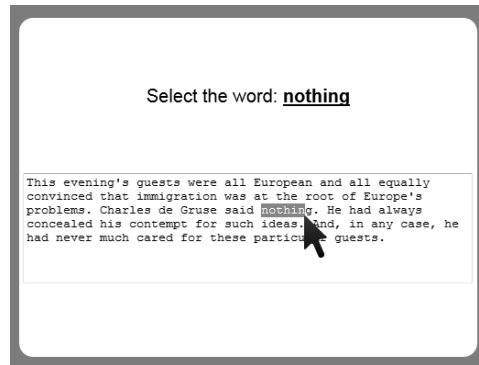 Select the word: nothing
This evening's guests were all European and all equally
convinced that immigration was at the root of Europe's
problems. Charles de Gruse said nothing. He had always
concealed his contempt for such ideas. And, in any case, he
had never much cared for these particular guests.